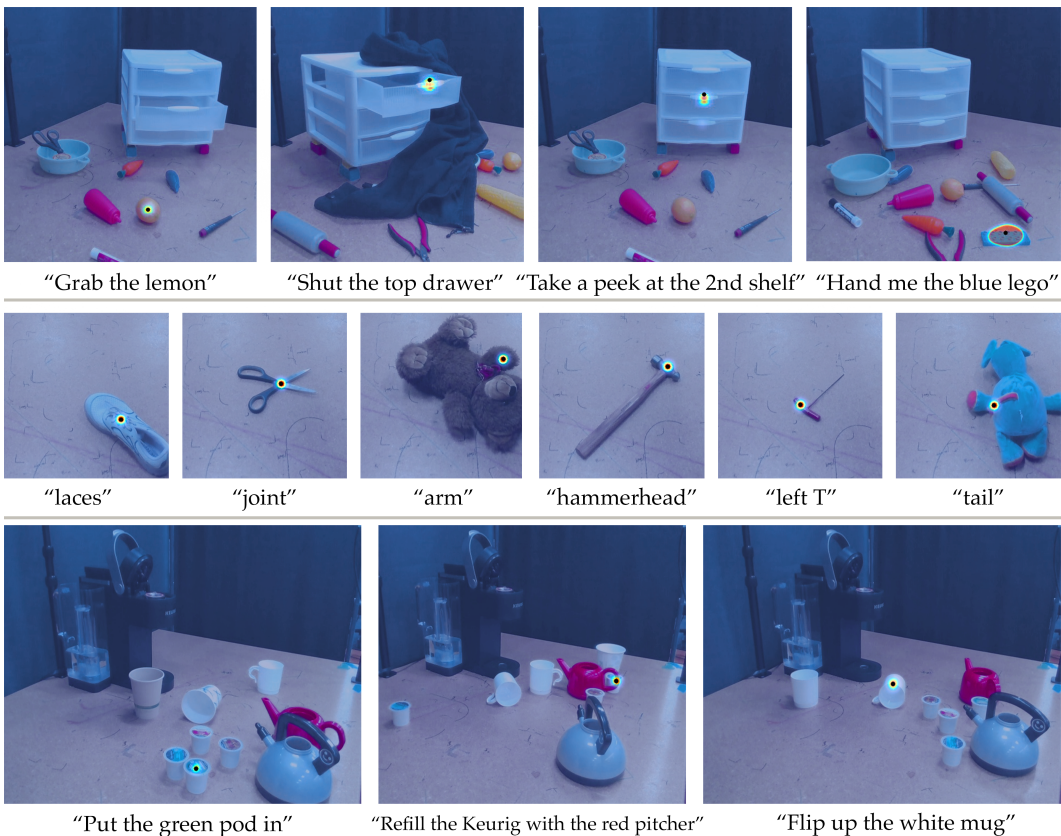 “Grab the lemon”
“Shut the top drawer”
“Take a peek at the 2nd shelf”
“Hand me the blue lego”
“laces”
“joint”
“arm”
“hammerhead”
“left T”
“tail”
“Put the green pod in”
“Refill the Keurig with the red pitcher”
“Flip up the white mug”